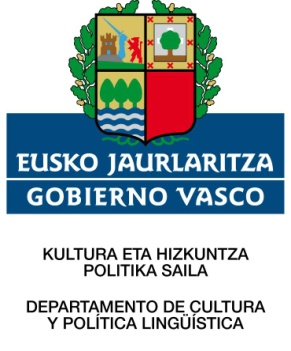 EUSKO JAURLARITZA
GOBIERNO VASCO
KULTURA ETA HIZKUNTZA
POLITIKA SAILA
DEPARTAMENTO DE CULTURA
Y POLÍTICA LINGÜÍSTICA